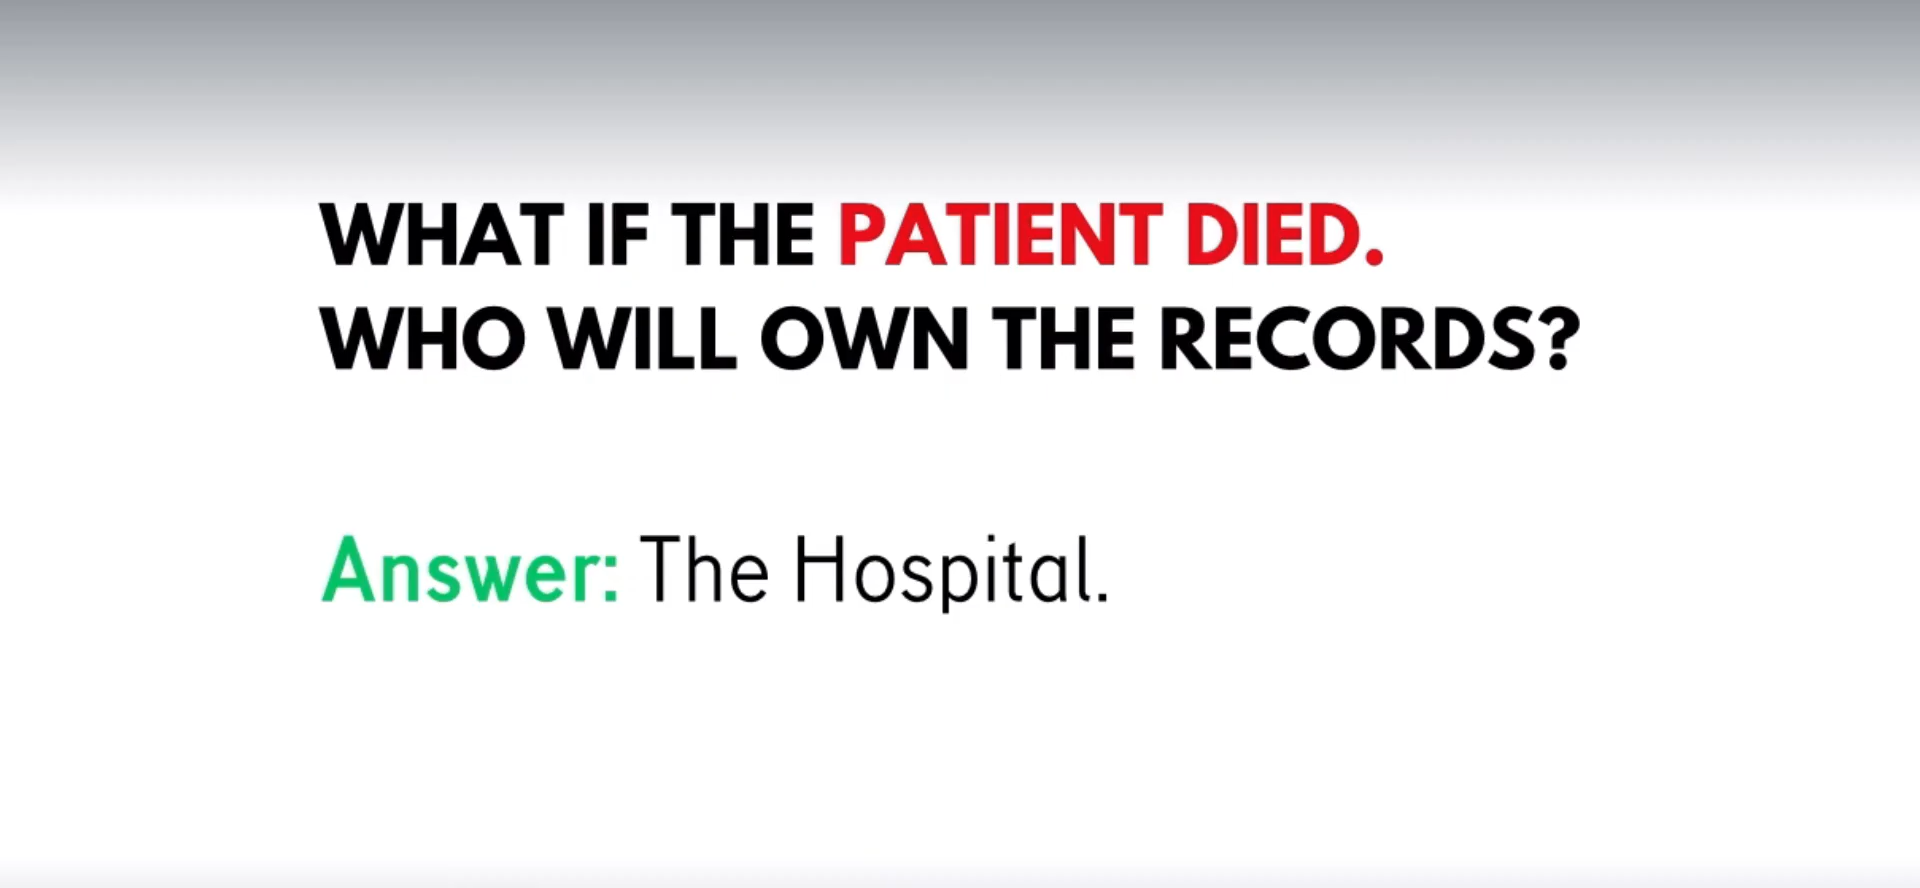 WHAT IF THE PATIENT DIED.
WHO WILL OWN THE RECORDS?
Answer: The Hospital.